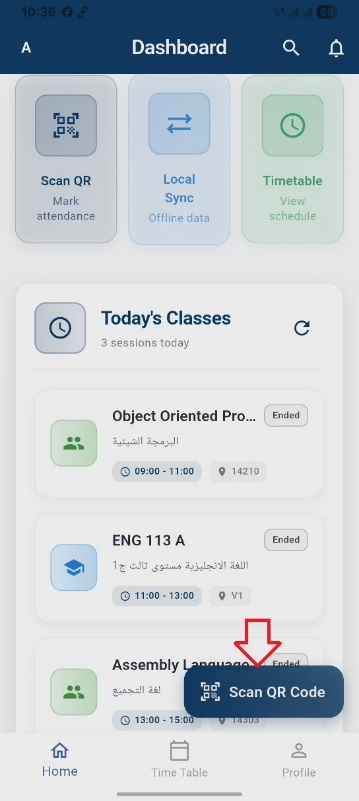 10:36
A
Dashboard
Scan QR
Mark
attendance
Local
Sync
Offline data
Timetable
View
schedule
Today's Classes
3 sessions today
Object Oriented Pro...
Ended
البرمجة الشيئية
09:00 - 11:00
14210
ENG 113 A
Ended
اللغة الانجليزية مستوى ثالث ج1
11:00 - 13:00
V1
Assembly Language
Ended
لغة التجميع
Scan QR Code
13:00 - 15:00
14303
Home
Time Table
Profile